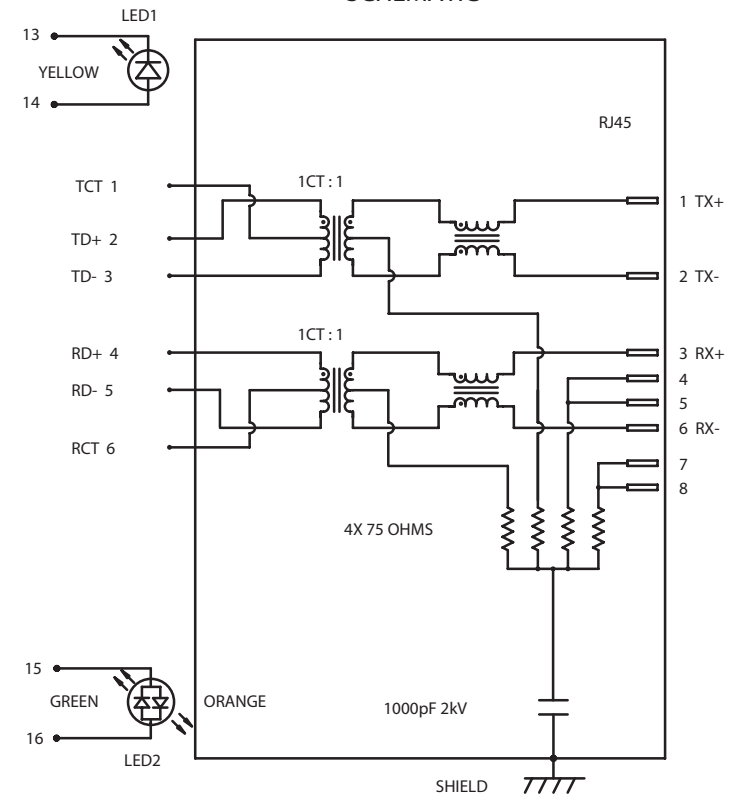 LED1
13
YELLOW
14
RJ45
TCT 1
1CT : 1
1 TX+
TD+ 2
TD- 3
2 TX-
1CT : 1
RD+ 4
3 RX+
4
RD- 5
5
6 RX-
RCT 6
7
8
4X 75 OHMS
15
GREEN
ORANGE
1000pF 2kV
16
LED2
SHIELD